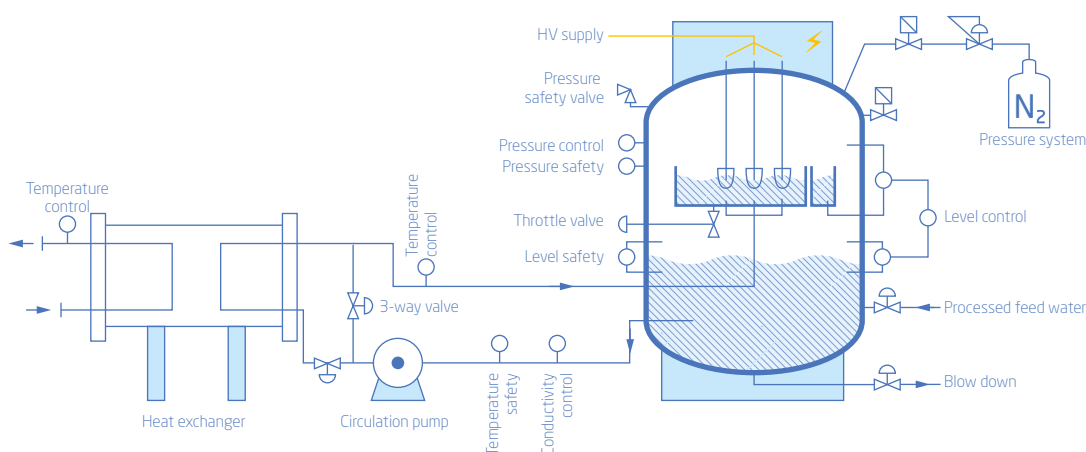 HV supply
Pressure
safety valve
Pressure control
Pressure safety
N2
Pressure system
Temperature
control
Temperature
control
Throttle valve
Level control
Level safety
3-way valve
Processed feed water
Temperature
safety
Conductivity
control
Blow down
Heat exchanger
Circulation pump